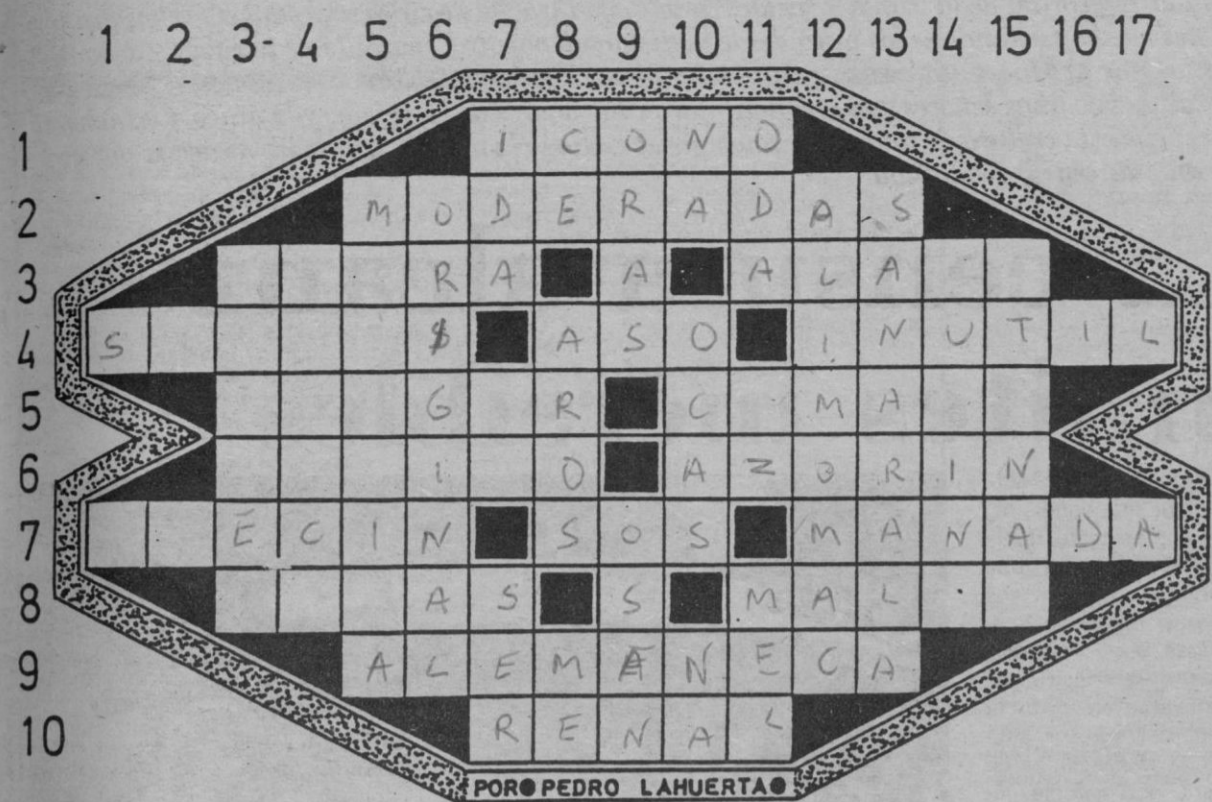 1 2 3 4 5 6 7 8 9 10 11 12 13 14 15 16 17
1 I C O N O
2 M O D E R A D A S
3 R A A A L A
4 S $ A S O I N U T I L
5 G R C M A
6 I O A Z O R I N
7 E C I N S O S M A N A D A
8 A S S M A L
9 A L E M A N E C A
10 R E N A L
POR PEDRO LAHUERTA